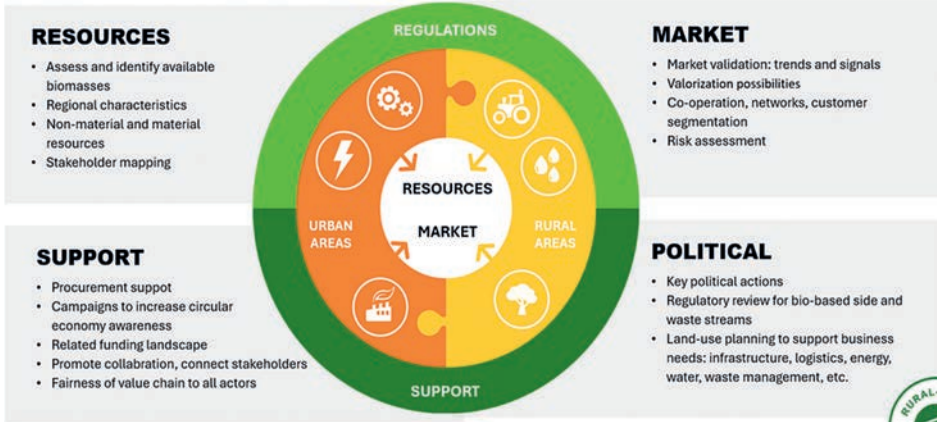 RESOURCES
• Assess and identify available
biomasses
• Regional characteristics
• Non-material and material
resources
• Stakeholder mapping
REGULATIONS
MARKET
• Market validation: trends and signals
• Valorization possibilities
• Co-operation, networks, customer
segmentation
• Risk assessment
RESOURCES
MARKET
URBAN
AREAS
RURAL
AREAS
SUPPORT
• Procurement suppot
• Campaigns to increase circular
economy awareness
• Related funding landscape
• Promote collabration, connect stakeholders
• Fairness of value chain to all actors
SUPPORT
POLITICAL
• Key political actions
• Regulatory review for bio-based side and
waste streams
• Land-use planning to support business
needs: infrastructure, logistics, energy,
water, waste management, etc.
RURAL-